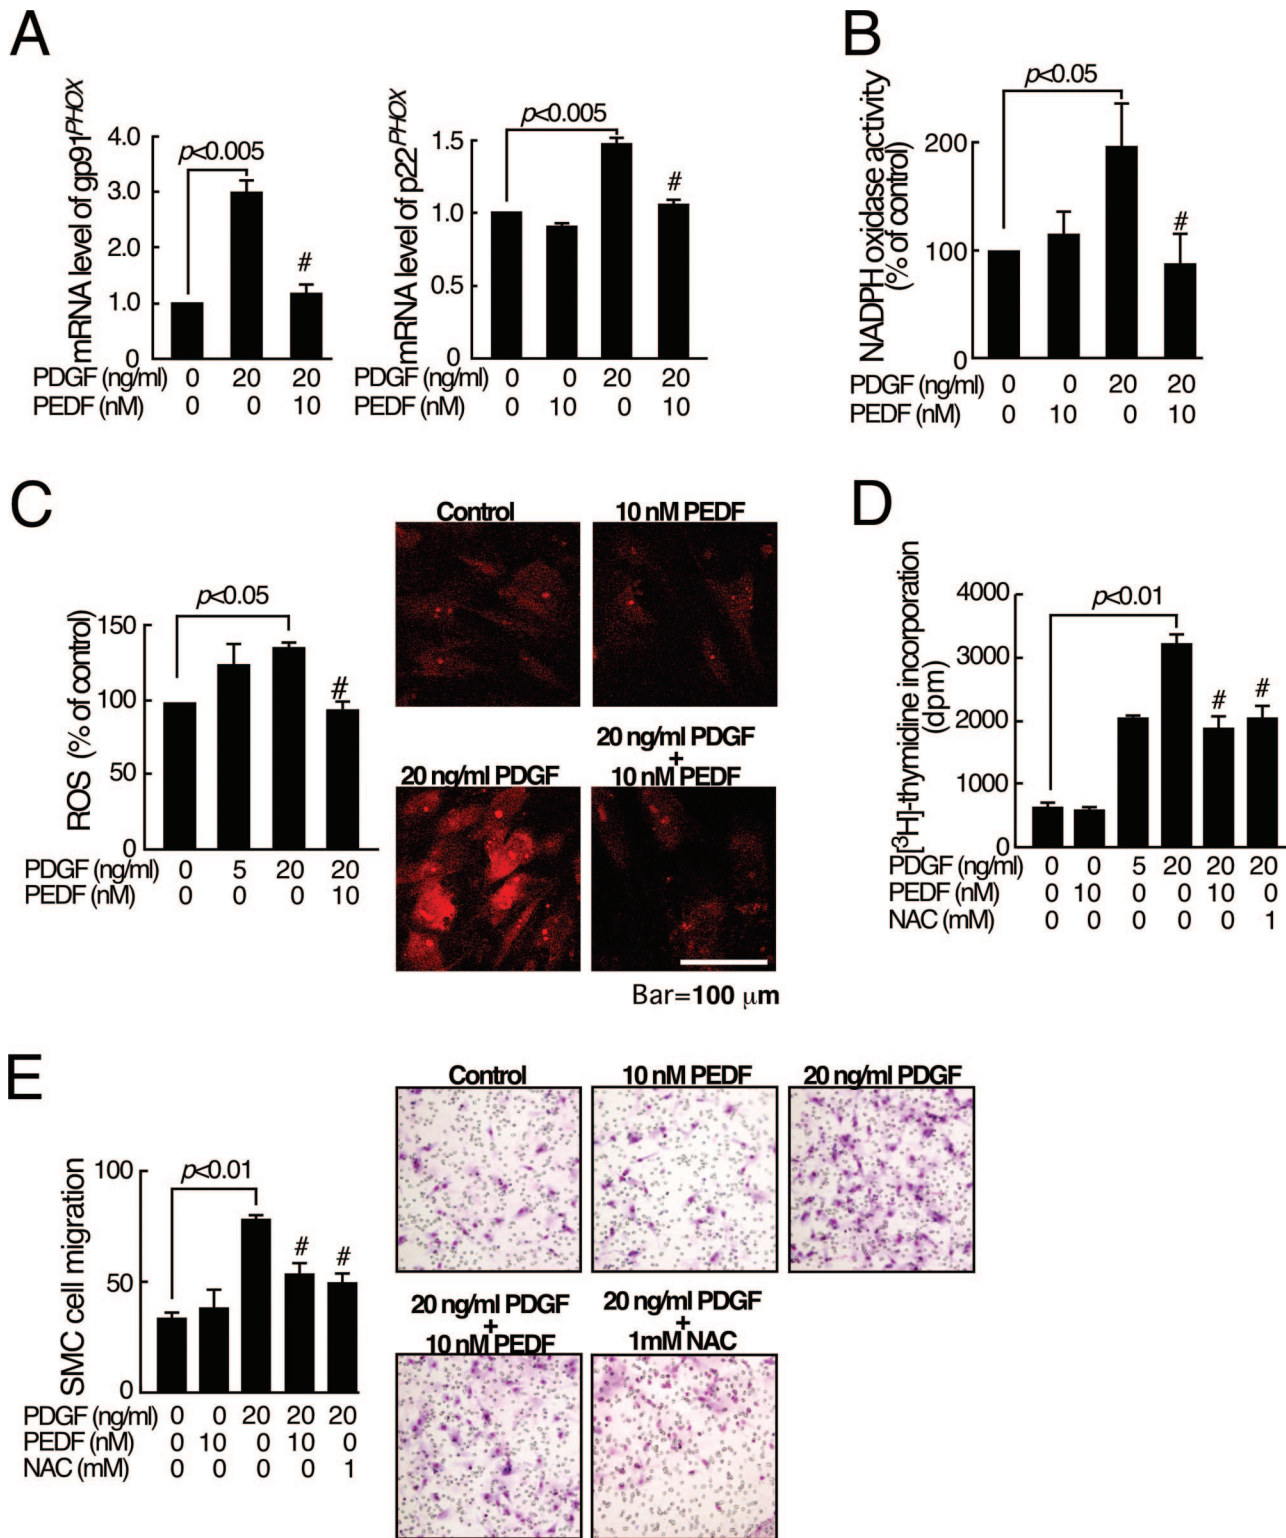 A
mRNA level of gp91PHOX
4.0
3.0
2.0
1.0
0
p<0.005
#
PDGF (ng/ml) 0 20 20
PEDF (nM) 0 0 10
mRNA level of p22PHOX
1.5
1.0
0.5
0
p<0.005
#
PDGF (ng/ml) 0 0 20 20
PEDF (nM) 0 10 0 10
B
NADPH oxidase activity
(% of control)
200
100
0
p<0.05
#
PDGF (ng/ml) 0 0 20 20
PEDF (nM) 0 10 0 10
C
ROS (% of control)
150
100
50
0
p<0.05
#
PDGF (ng/ml) 0 5 20 20
PEDF (nM) 0 0 0 10
Control
10 nM PEDF
20 ng/ml PDGF
20 ng/ml PDGF
+
10 nM PEDF
Bar=100 μm
D
[3H]-thymidine incorporation
(dpm)
4000
3000
2000
1000
0
p<0.01
#
#
PDGF (ng/ml) 0 0 5 20 20 20
PEDF (nM) 0 10 0 0 10 0
NAC (mM) 0 0 0 0 0 1
E
SMC cell migration
100
50
0
p<0.01
#
#
PDGF (ng/ml) 0 0 20 20 20
PEDF (nM) 0 10 0 10 0
NAC (mM) 0 0 0 0 1
Control
10 nM PEDF
20 ng/ml PDGF
20 ng/ml PDGF
+
10 nM PEDF
20 ng/ml PDGF
+
1mM NAC